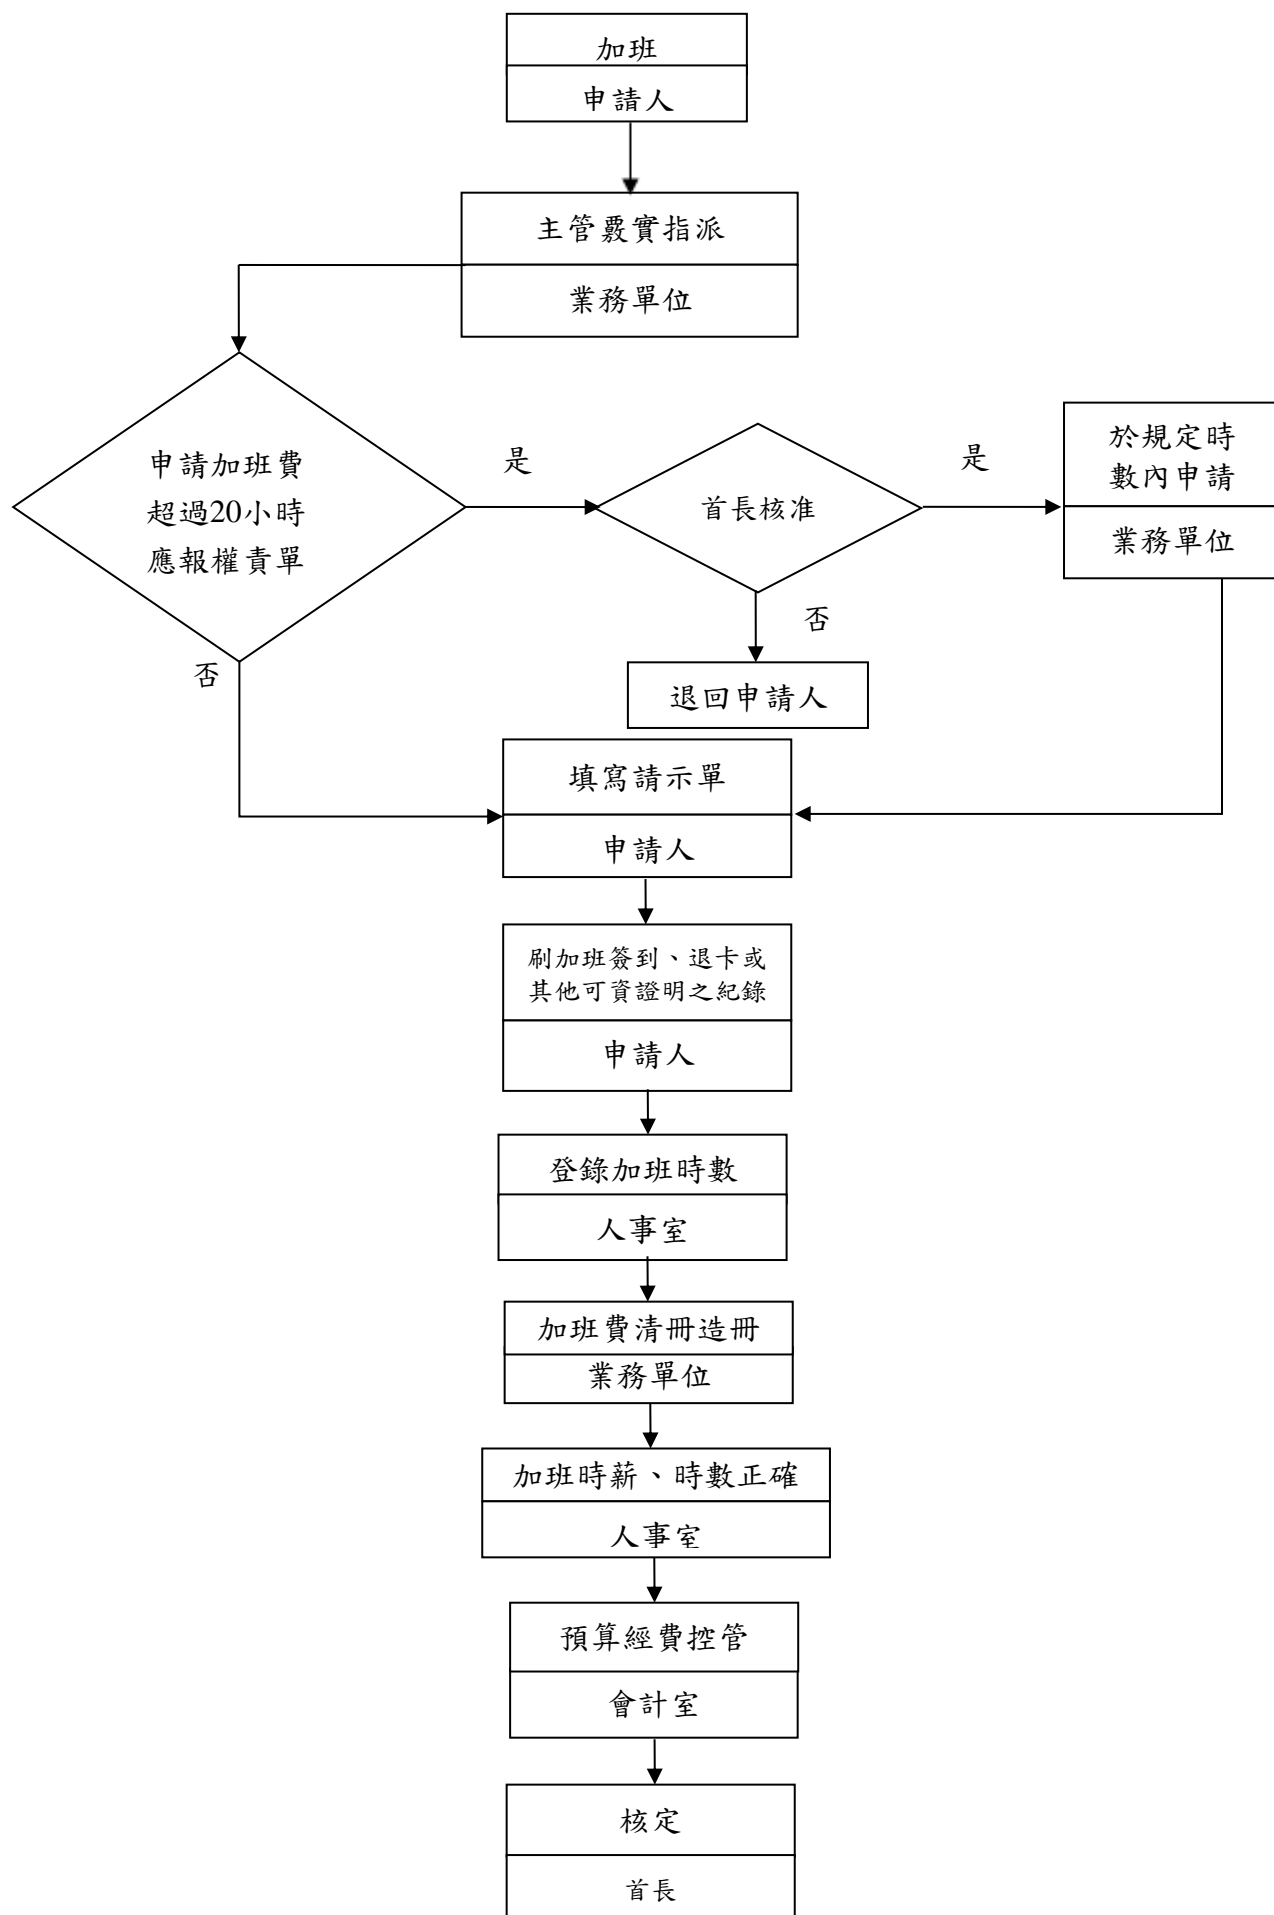 加班
申請人
主管覈實指派
業務單位
申請加班費
超過20小時
應報權責單
是
首長核准
是
於規定時
數內申請
業務單位
否
否
退回申請人
填寫請示單
申請人
刷加班簽到、退卡或
其他可資證明之紀錄
申請人
登錄加班時數
人事室
加班費清冊造冊
業務單位
加班時薪、時數正確
人事室
預算經費控管
會計室
核定
首長